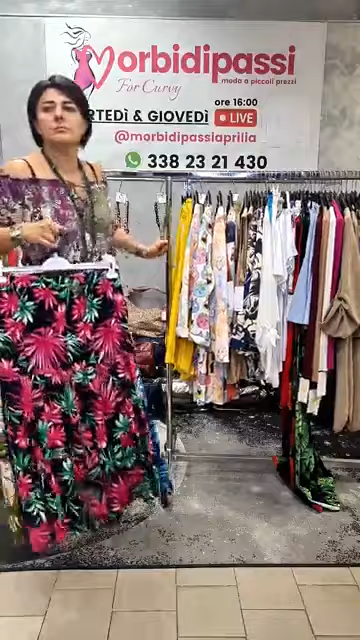 Morbidipassi
moda a piccoli prezzi
For Curvy
ore 16:00
RTEDÌ & GIOVEDÌ LIVE
@morbidipassiaprilia
338 23 21 430